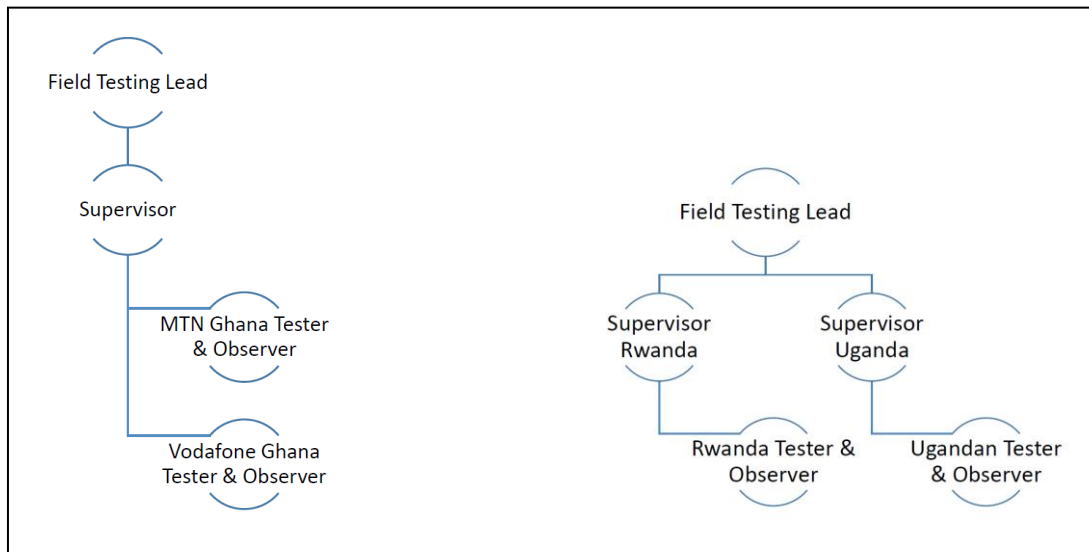 Field Testing Lead
Supervisor
MTN Ghana Tester
& Observer
Vodafone Ghana
Tester & Observer
Field Testing Lead
Supervisor
Rwanda
Supervisor
Uganda
Rwanda Tester &
Observer
Ugandan Tester
& Observer